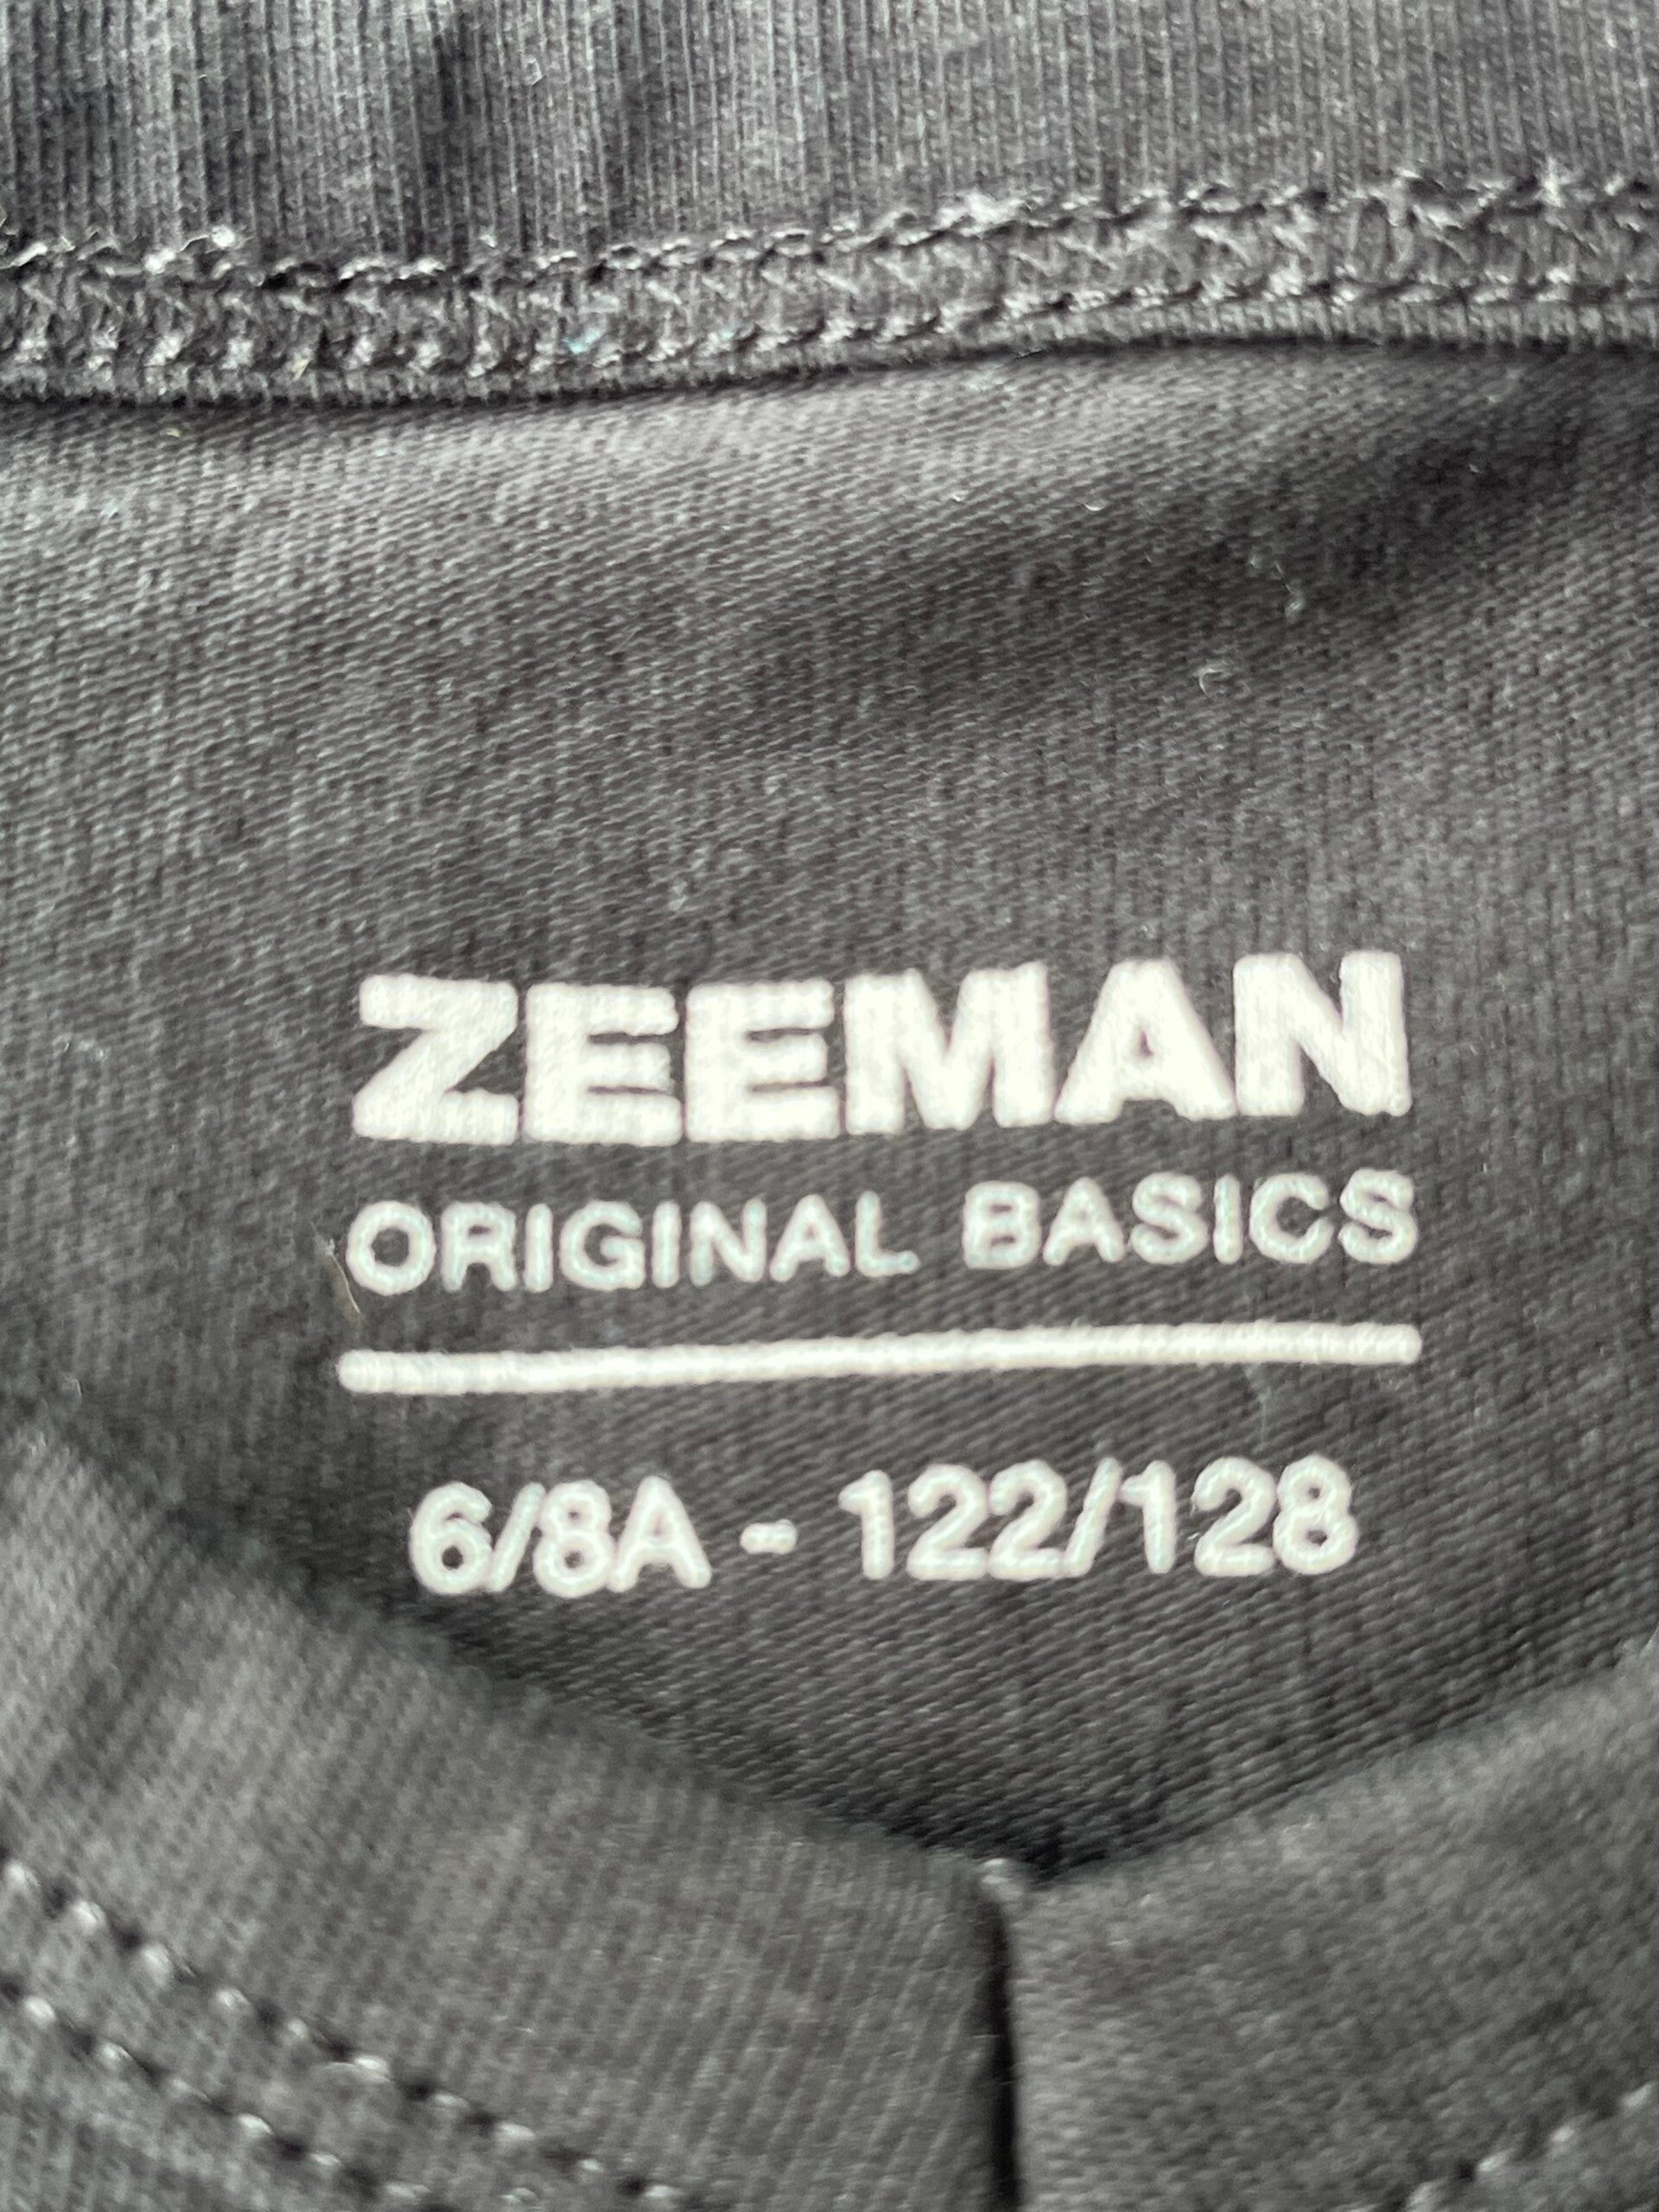 ZEEMAN
ORIGINAL BASICS
6/8A - 122/128